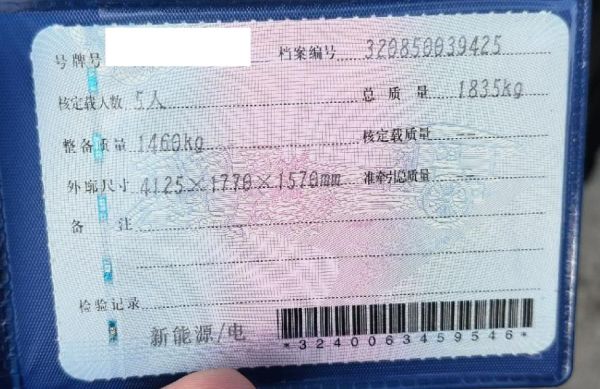 号牌号 档案编号 320850039425
核定载人数 5人 总质量 1835kg
整备质量 1460kg 核定载质量 --
外廓尺寸 4125×1770×1570mm 准牵引总质量 --
备注
检验记录
新能源/电
*3240063459546*